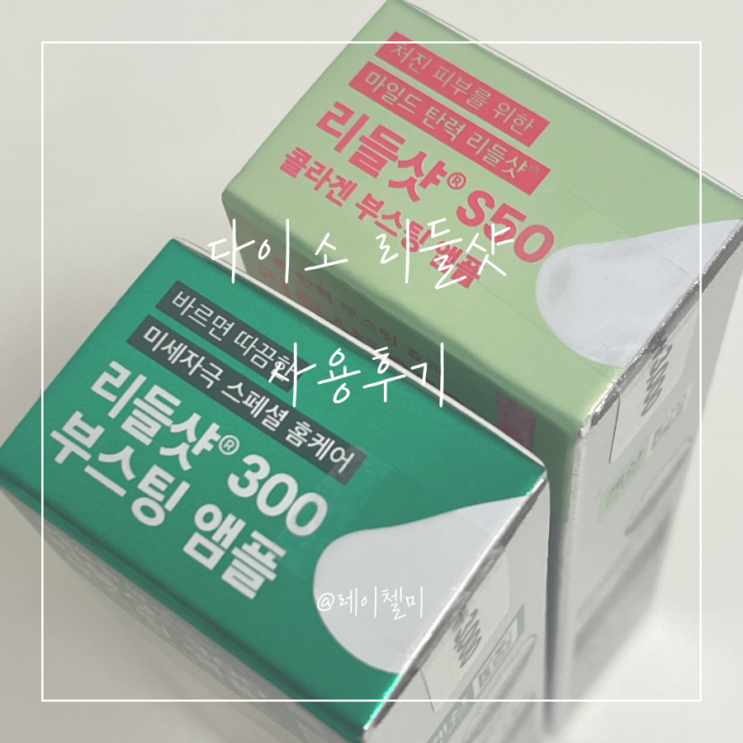 처진 피부를 위한
마일드 탄력 리들샷®
리들샷® S50
콜라겐 부스팅 앰플
다이소 리들샷
사용후기
바르면 따끔한
미세자극 스페셜 홈케어
리들샷® 300
부스팅 앰플
@레이첼미